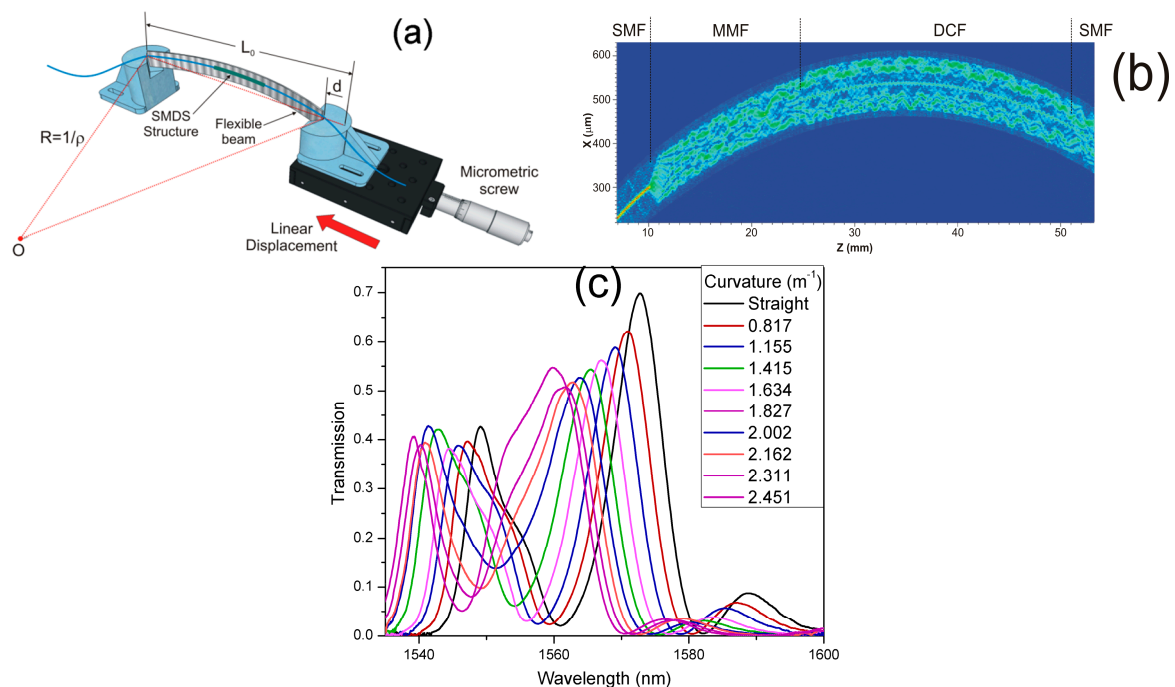 (a)
L₀
d
SMDS
Structure
Flexible
beam
R=1/ρ
Micrometric
screw
Linear
Displacement
O
(b)
SMF MMF DCF SMF
600
500
400
300
X (µm)
10 20 30 40 50
Z (mm)
(c)
Curvature (m⁻¹)
Straight
0.817
1.155
1.415
1.634
1.827
2.002
2.162
2.311
2.451
0.7
0.6
0.5
0.4
0.3
0.2
0.1
0.0
Transmission
1540 1560 1580 1600
Wavelength (nm)